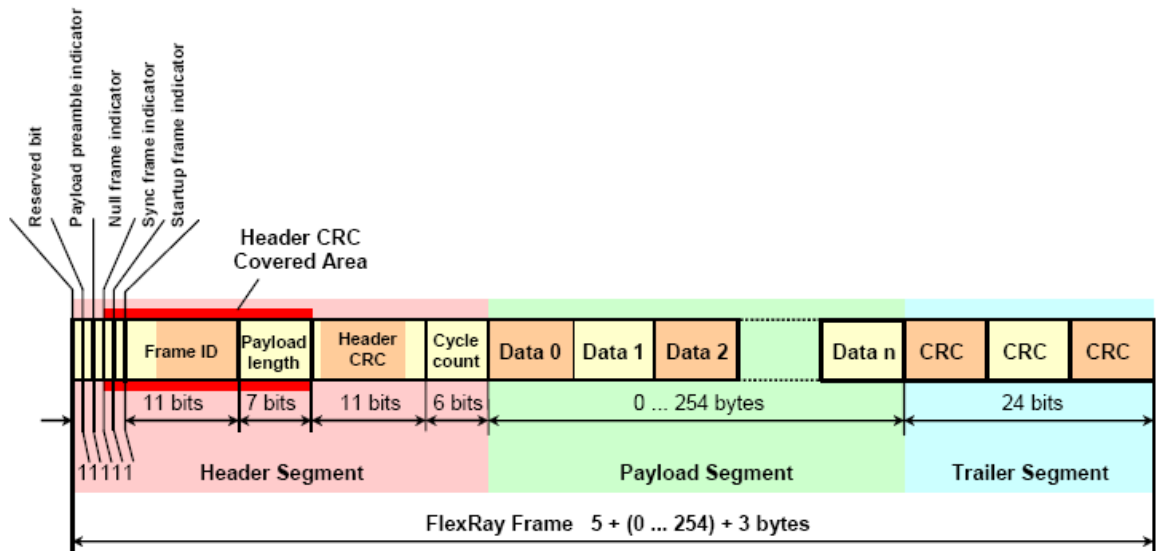 Reserved bit
Payload preamble indicator
Null frame indicator
Sync frame indicator
Startup frame indicator
Header CRC
Covered Area
Frame ID
Payload
length
Header
CRC
Cycle
count
Data 0
Data 1
Data 2
Data n
CRC
CRC
CRC
11 bits
7 bits
11 bits
6 bits
0 ... 254 bytes
24 bits
11111
Header Segment
Payload Segment
Trailer Segment
FlexRay Frame 5 + (0 ... 254) + 3 bytes